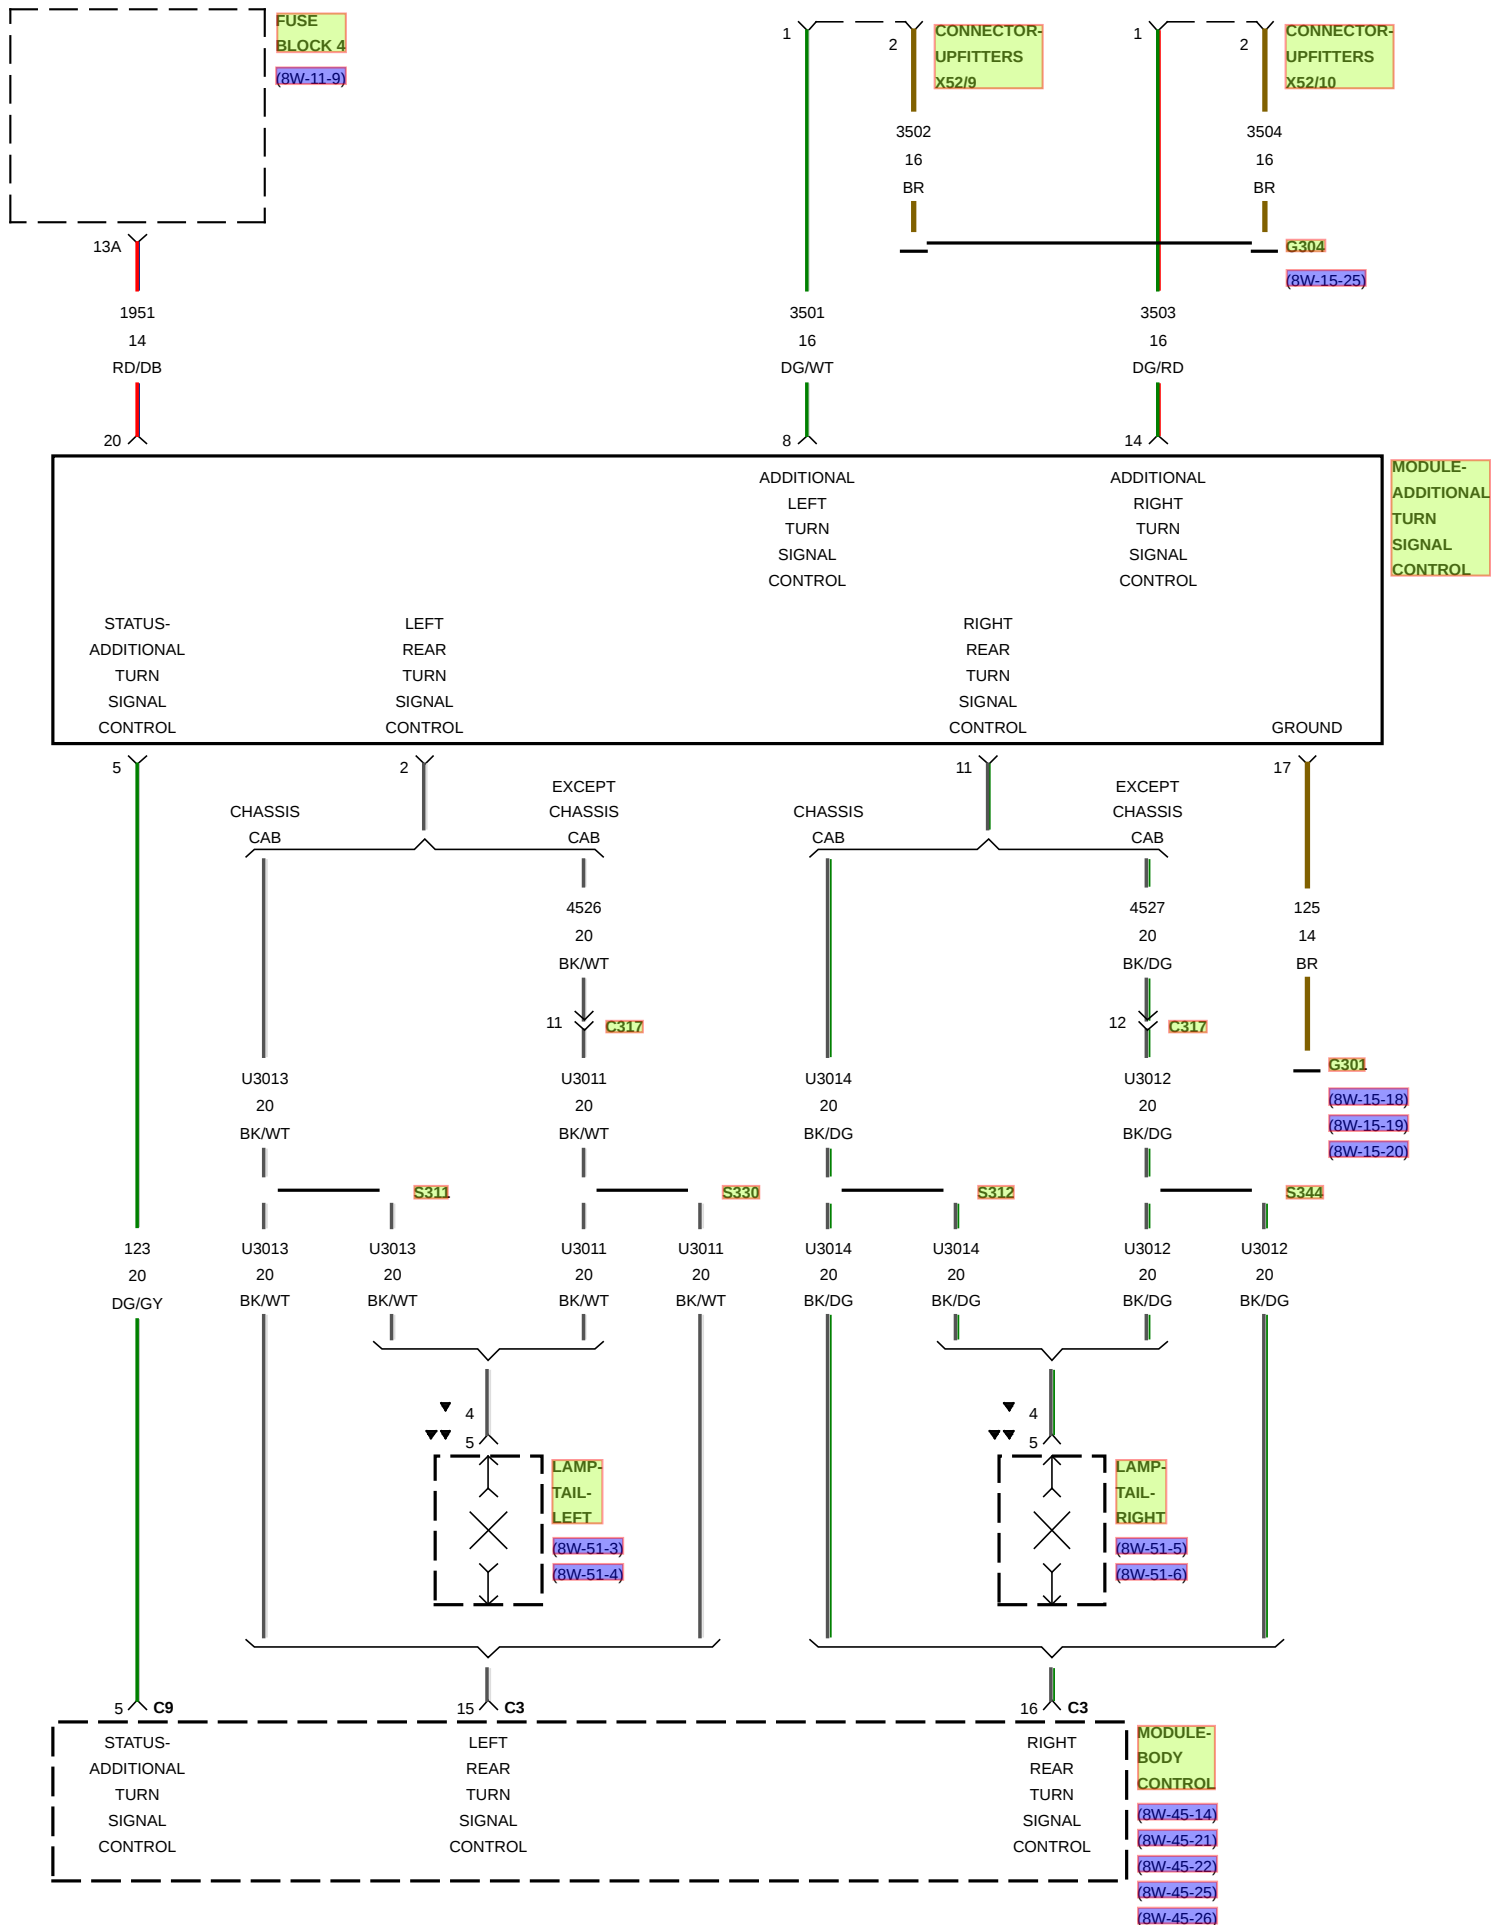 FUSE
BLOCK 4
(8W-11-9)
1
2
CONNECTOR-
UPFITTERS
X52/9
1
2
CONNECTOR-
UPFITTERS
X52/10
3502
16
BR
3504
16
BR
13A
G304
(8W-15-25)
1951
14
RD/DB
3501
16
DG/WT
3503
16
DG/RD
20
8
14
MODULE-
ADDITIONAL
TURN
SIGNAL
CONTROL
ADDITIONAL
LEFT
TURN
SIGNAL
CONTROL
ADDITIONAL
RIGHT
TURN
SIGNAL
CONTROL
STATUS-
ADDITIONAL
TURN
SIGNAL
CONTROL
LEFT
REAR
TURN
SIGNAL
CONTROL
RIGHT
REAR
TURN
SIGNAL
CONTROL
GROUND
5
2
11
17
CHASSIS
CAB
EXCEPT
CHASSIS
CAB
CHASSIS
CAB
EXCEPT
CHASSIS
CAB
4526
20
BK/WT
4527
20
BK/DG
125
14
BR
11
C317
12
C317
G301
(8W-15-18)
(8W-15-19)
(8W-15-20)
U3013
20
BK/WT
U3011
20
BK/WT
U3014
20
BK/DG
U3012
20
BK/DG
S311
S330
S312
S344
123
20
DG/GY
U3013
20
BK/WT
U3013
20
BK/WT
U3011
20
BK/WT
U3011
20
BK/WT
U3014
20
BK/DG
U3014
20
BK/DG
U3012
20
BK/DG
U3012
20
BK/DG
4
5
LAMP-
TAIL-
LEFT
(8W-51-3)
(8W-51-4)
4
5
LAMP-
TAIL-
RIGHT
(8W-51-5)
(8W-51-6)
5
C9
15
C3
16
C3
STATUS-
ADDITIONAL
TURN
SIGNAL
CONTROL
LEFT
REAR
TURN
SIGNAL
CONTROL
RIGHT
REAR
TURN
SIGNAL
CONTROL
MODULE-
BODY
CONTROL
(8W-45-14)
(8W-45-21)
(8W-45-22)
(8W-45-25)
(8W-45-26)